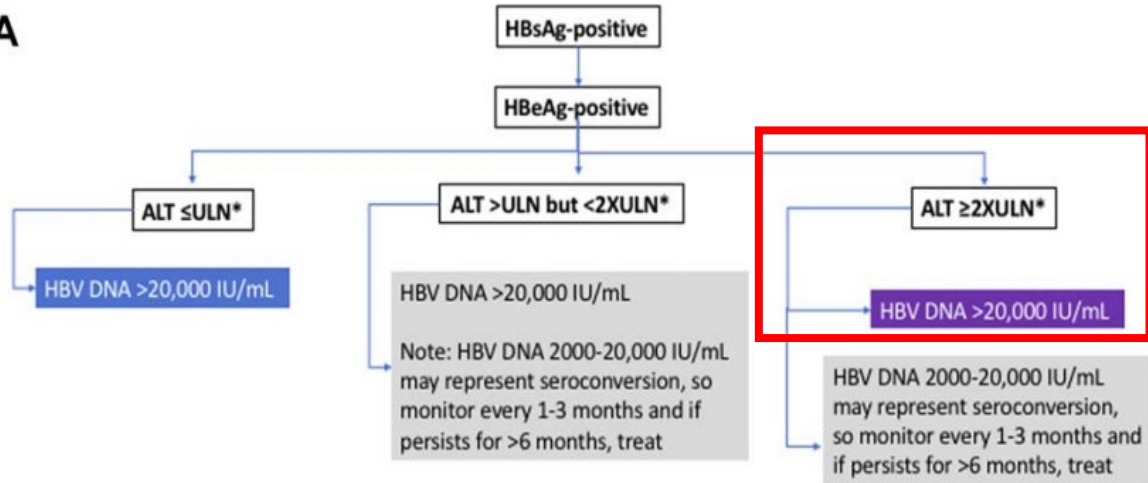 A
HBsAg-positive
HBeAg-positive
ALT ≤ULN*
ALT >ULN but <2XULN*
ALT ≥2XULN*
HBV DNA >20,000 IU/mL
HBV DNA >20,000 IU/mL
Note: HBV DNA 2000-20,000 IU/mL
may represent seroconversion, so
monitor every 1-3 months and if
persists for >6 months, treat
HBV DNA >20,000 IU/mL
HBV DNA 2000-20,000 IU/mL
may represent seroconversion,
so monitor every 1-3 months and
if persists for >6 months, treat